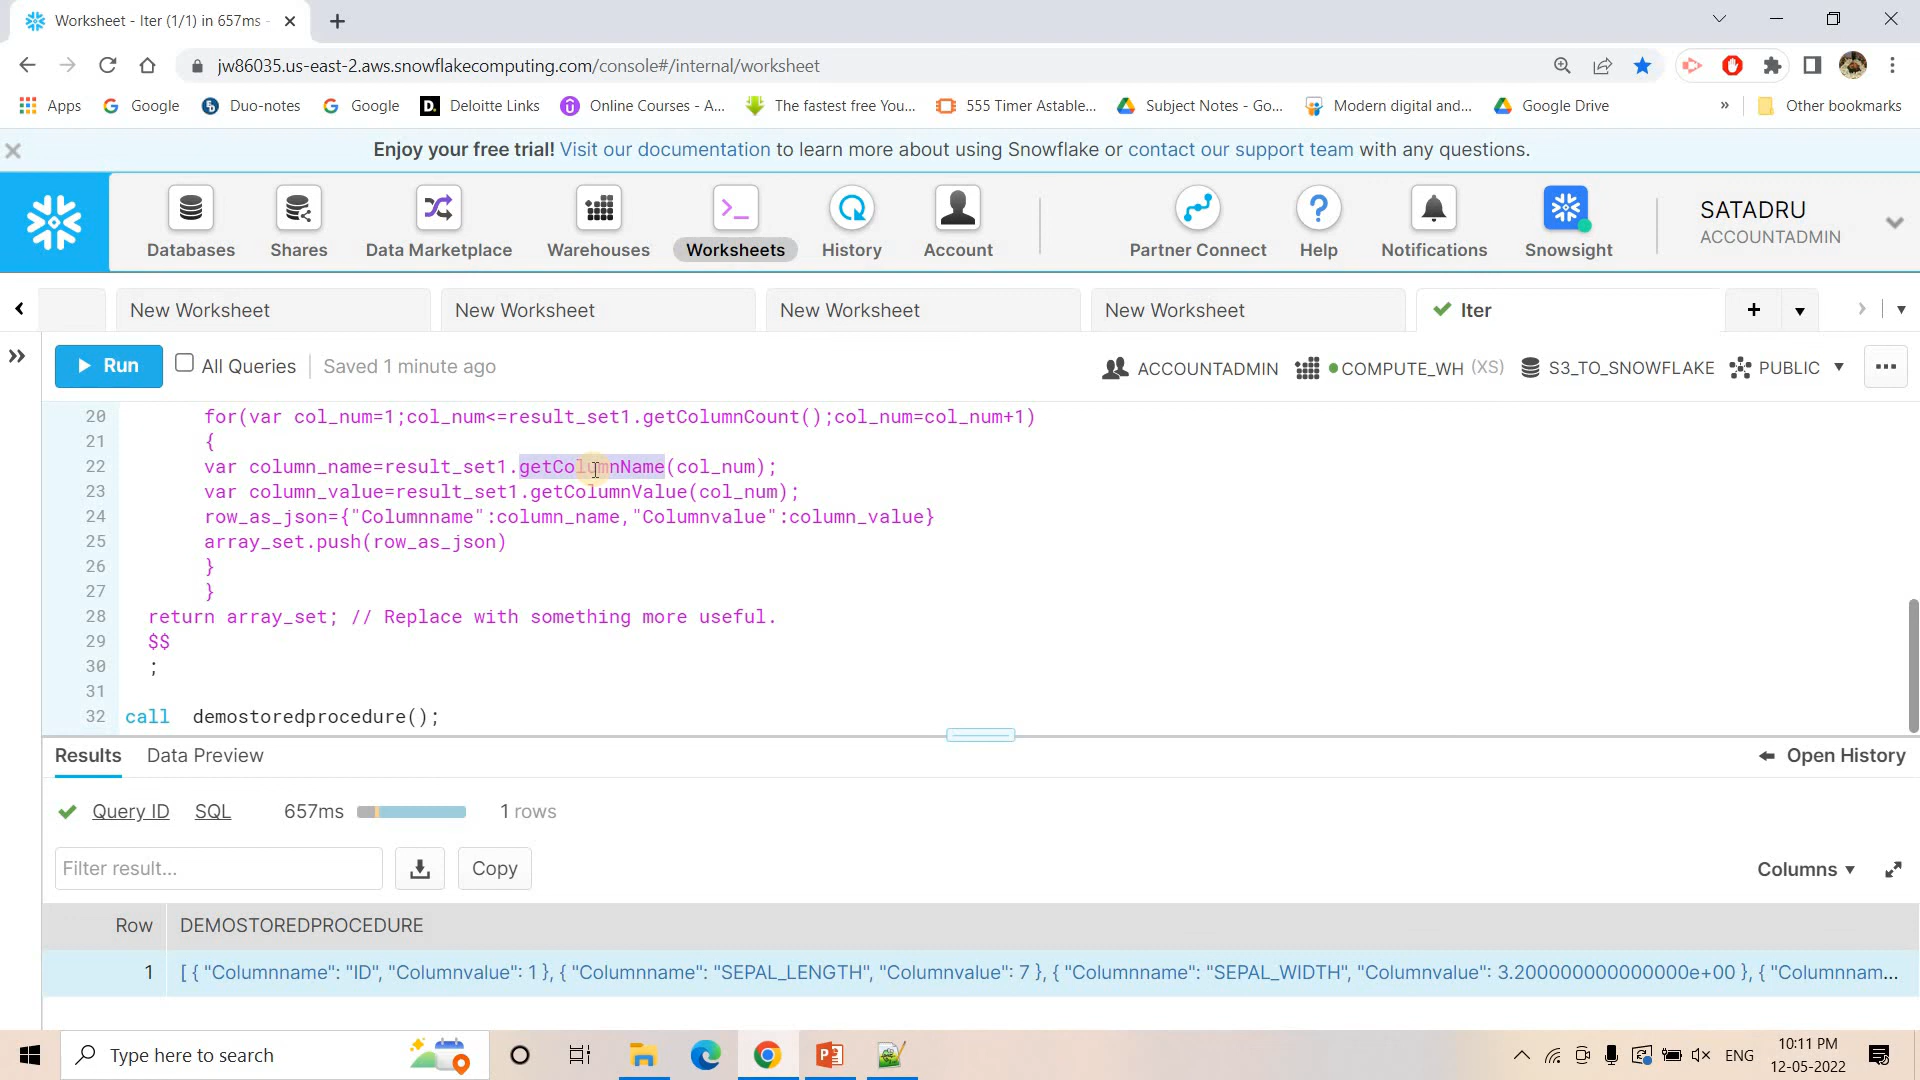 Worksheet - Iter (1/1) in 657ms -
jw86035.us-east-2.aws.snowflakecomputing.com/console#/internal/worksheet
Apps Google Duo-notes Google D. Deloitte Links Online Courses - A... The fastest free You... 555 Timer Astable... Subject Notes - Go... Modern digital and... Google Drive » Other bookmarks
Enjoy your free trial! Visit our documentation to learn more about using Snowflake or contact our support team with any questions.
Databases Shares Data Marketplace Warehouses Worksheets History Account Partner Connect Help Notifications Snowsight
SATADRU
ACCOUNTADMIN
New Worksheet New Worksheet New Worksheet New Worksheet Iter
Run All Queries Saved 1 minute ago ACCOUNTADMIN COMPUTE_WH (XS) S3_TO_SNOWFLAKE PUBLIC
20 for(var col_num=1;col_num<=result_set1.getColumnCount();col_num=col_num+1)
21 {
22 var column_name=result_set1.getColumnName(col_num);
23 var column_value=result_set1.getColumnValue(col_num);
24 row_as_json={"Columnname":column_name,"Columnvalue":column_value}
25 array_set.push(row_as_json)
26 }
27 }
28 return array_set; // Replace with something more useful.
29 $$
30 ;
31
32 call demostoredprocedure();
Results Data Preview Open History
Query ID SQL 657ms 1 rows
Filter result... Copy Columns
Row DEMOSTOREDPROCEDURE
1 [ { "Columnname": "ID", "Columnvalue": 1 }, { "Columnname": "SEPAL_LENGTH", "Columnvalue": 7 }, { "Columnname": "SEPAL_WIDTH", "Columnvalue": 3.200000000000000e+00 }, { "Columnnam...
Type here to search ENG 10:11 PM
12-05-2022